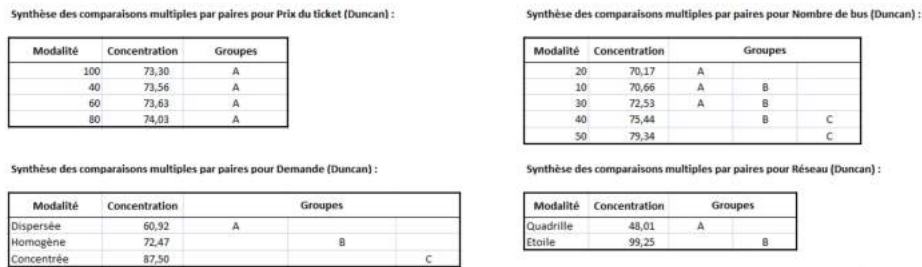 Synthèse des comparaisons multiples par paires pour Prix du ticket (Duncan) :
Modalité Concentration Groupes
100 73,30 A
40 73,56 A
60 73,63 A
80 74,03 A
Synthèse des comparaisons multiples par paires pour Nombre de bus (Duncan) :
Modalité Concentration Groupes
20 70,17 A
10 70,66 A B
30 72,53 A B
40 75,44 B C
50 79,34 C
Synthèse des comparaisons multiples par paires pour Demande (Duncan) :
Modalité Concentration Groupes
Dispersée 60,92 A
Homogène 72,47 B
Concentrée 87,50 C
Synthèse des comparaisons multiples par paires pour Réseau (Duncan) :
Modalité Concentration Groupes
Quadrille 48,01 A
Etoile 99,25 B